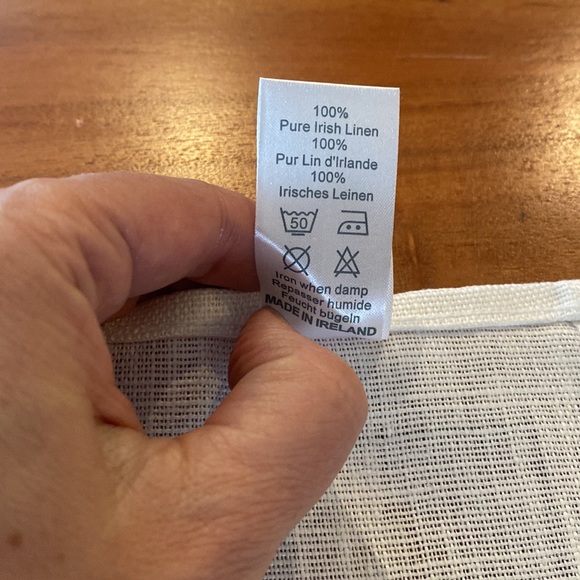 100%
Pure Irish Linen
100%
Pur Lin d'Irlande
100%
Irisches Leinen
50
Iron when damp
Repasser humide
Feucht bügeln
MADE IN IRELAND